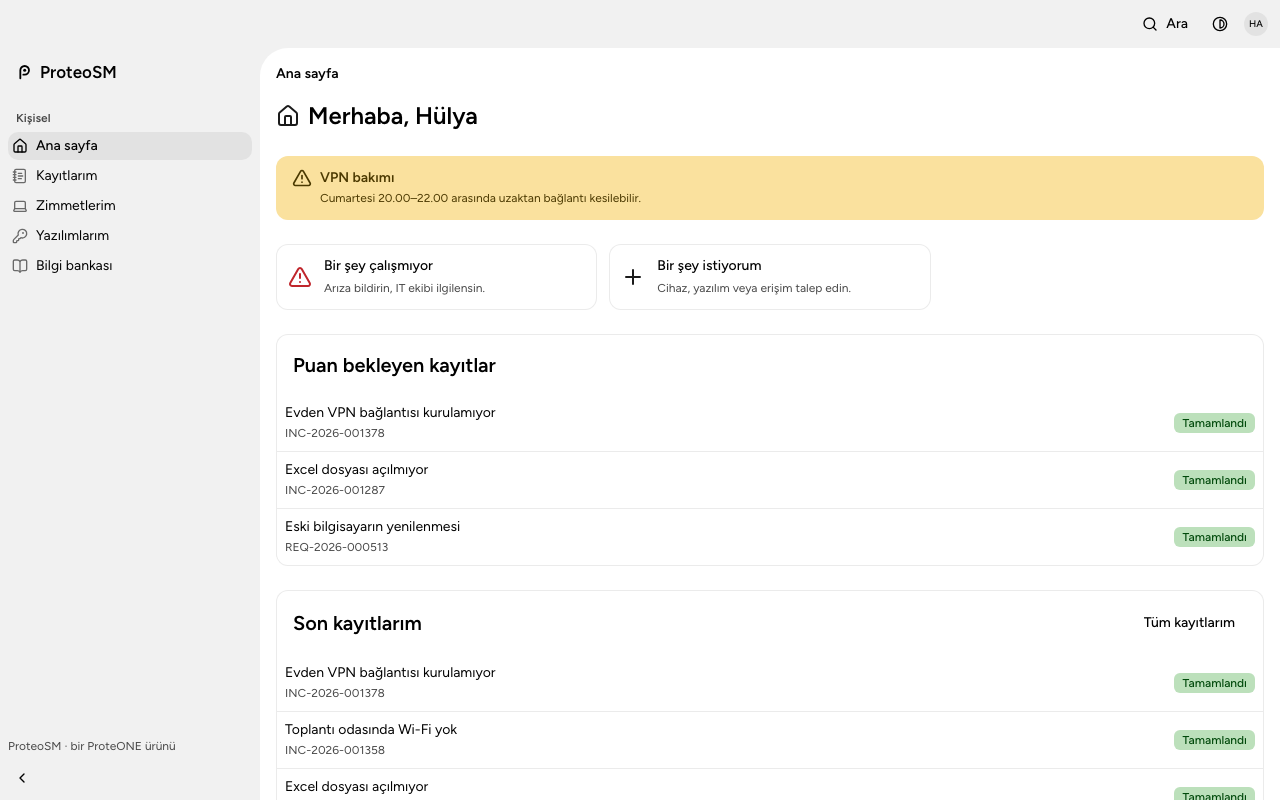 Ara
HA
ProteoSM
Kişisel
Ana sayfa
Kayıtlarım
Zimmetlerim
Yazılımlarım
Bilgi bankası
ProteoSM · bir ProteONE ürünü
Ana sayfa
Merhaba, Hülya
VPN bakımı
Cumartesi 20.00–22.00 arasında uzaktan bağlantı kesilebilir.
Bir şey çalışmıyor
Arıza bildirin, IT ekibi ilgilensin.
Bir şey istiyorum
Cihaz, yazılım veya erişim talep edin.
Puan bekleyen kayıtlar
Evden VPN bağlantısı kurulamıyor
INC-2026-001378
Tamamlandı
Excel dosyası açılmıyor
INC-2026-001287
Tamamlandı
Eski bilgisayarın yenilenmesi
REQ-2026-000513
Tamamlandı
Son kayıtlarım
Tüm kayıtlarım
Evden VPN bağlantısı kurulamıyor
INC-2026-001378
Tamamlandı
Toplantı odasında Wi-Fi yok
INC-2026-001358
Tamamlandı
Excel dosyası açılmıyor
Tamamlandı